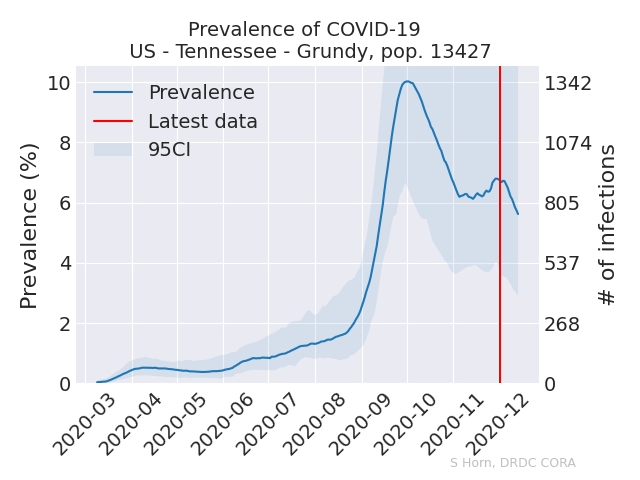 Prevalence of COVID-19
US - Tennessee - Grundy, pop. 13427
Prevalence
Latest data
95CI
Prevalence (%)
10
8
6
4
2
0
1342
1074
805
537
268
0
# of infections
2020-03
2020-04
2020-05
2020-06
2020-07
2020-08
2020-09
2020-10
2020-11
2020-12
S Horn, DRDC CORA